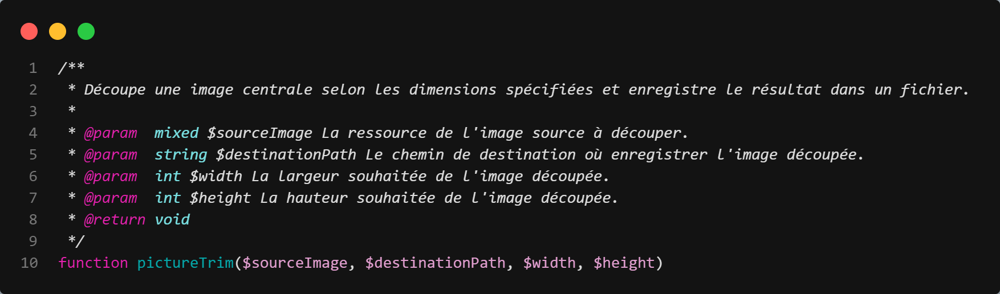 1 /**
2  * Découpe une image centrale selon les dimensions spécifiées et enregistre le résultat dans un fichier.
3  *
4  * @param  mixed $sourceImage La ressource de l'image source à découper.
5  * @param  string $destinationPath Le chemin de destination où enregistrer l'image découpée.
6  * @param  int $width La largeur souhaitée de l'image découpée.
7  * @param  int $height La hauteur souhaitée de l'image découpée.
8  * @return void
9  */
10 function pictureTrim($sourceImage, $destinationPath, $width, $height)